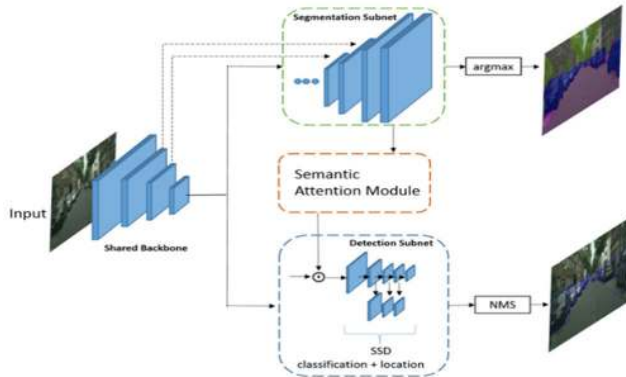 Segmentation Subnet
argmax
Semantic
Attention Module
Input
Shared Backbone
Detection Subnet
NMS
SSD
classification + location